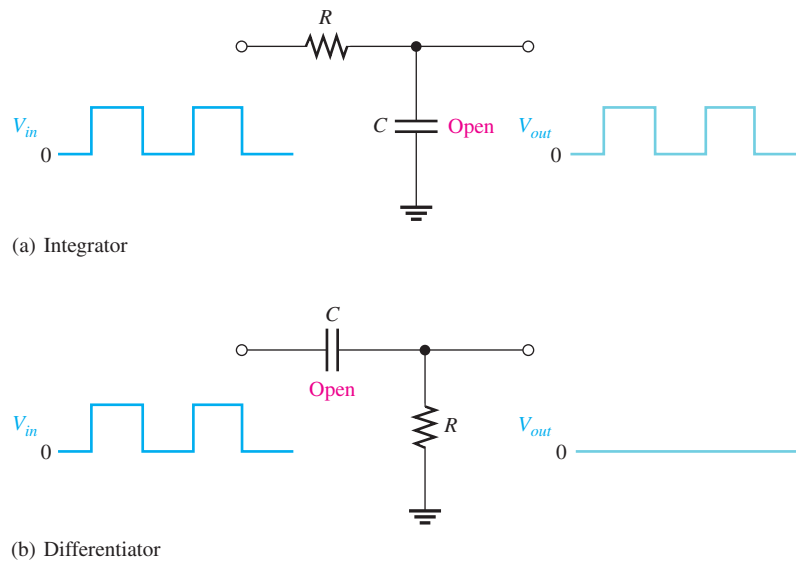 R
V_in
0
C Open
V_out
0
(a) Integrator
C
Open
V_in
0
R
V_out
0
(b) Differentiator